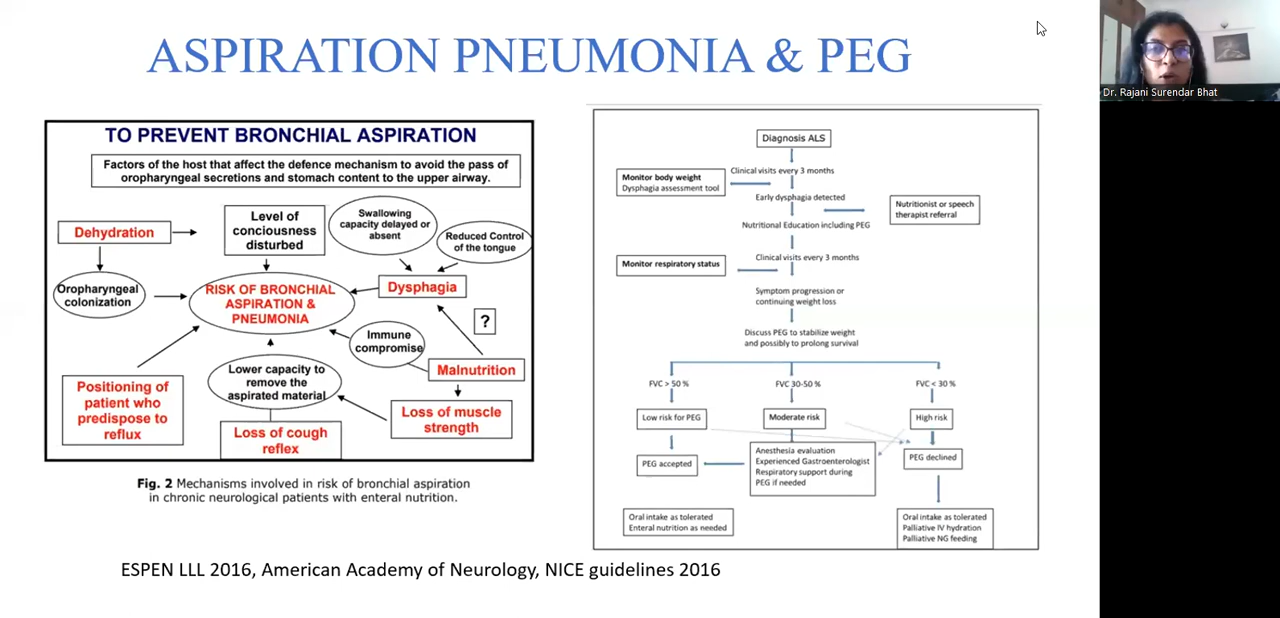 ASPIRATION PNEUMONIA & PEG
Dr. Rajani Surendar Bhat
TO PREVENT BRONCHIAL ASPIRATION
Factors of the host that affect the defence mechanism to avoid the pass of
oropharyngeal secretions and stomach content to the upper airway.
Dehydration
Level of
conciousness
disturbed
Swallowing
capacity delayed or
absent
Reduced Control
of the tongue
Oropharyngeal
colonization
RISK OF BRONCHIAL
ASPIRATION &
PNEUMONIA
Dysphagia
?
Immune
compromise
Malnutrition
Lower capacity to
remove the
aspirated material
Positioning of
patient who
predispose to
reflux
Loss of muscle
strength
Loss of cough
reflex
Fig. 2 Mechanisms involved in risk of bronchial aspiration
in chronic neurological patients with enteral nutrition.
Diagnosis ALS
Clinical visits every 3 months
Monitor body weight
Dysphagia assessment tool
Early dysphagia detected
Nutritionist or speech
therapist referral
Nutritional Education including PEG
Clinical visits every 3 months
Monitor respiratory status
Symptom progression or
continuing weight loss
Discuss PEG to stabilize weight
and possibly to prolong survival
FVC > 50 %
FVC 30-50 %
FVC < 30 %
Low risk for PEG
Moderate risk
High risk
PEG accepted
Anesthesia evaluation
Experienced Gastroenterologist
Respiratory support during
PEG if needed
PEG declined
Oral intake as tolerated
Enteral nutrition as needed
Oral intake as tolerated
Palliative IV hydration
Palliative NG feeding
ESPEN LLL 2016, American Academy of Neurology, NICE guidelines 2016